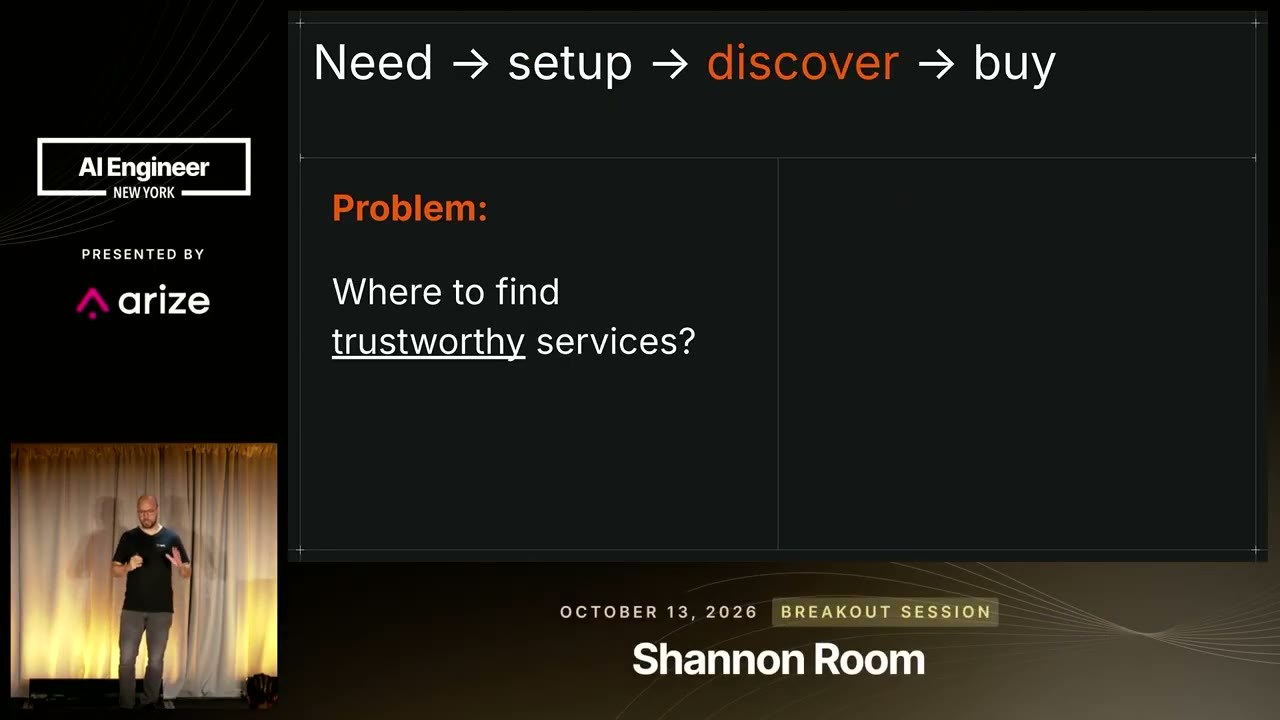 Need → setup → discover → buy
AI Engineer
NEW YORK
PRESENTED BY
arize
Problem:
Where to find
trustworthy services?
OCTOBER 13, 2026 BREAKOUT SESSION
Shannon Room